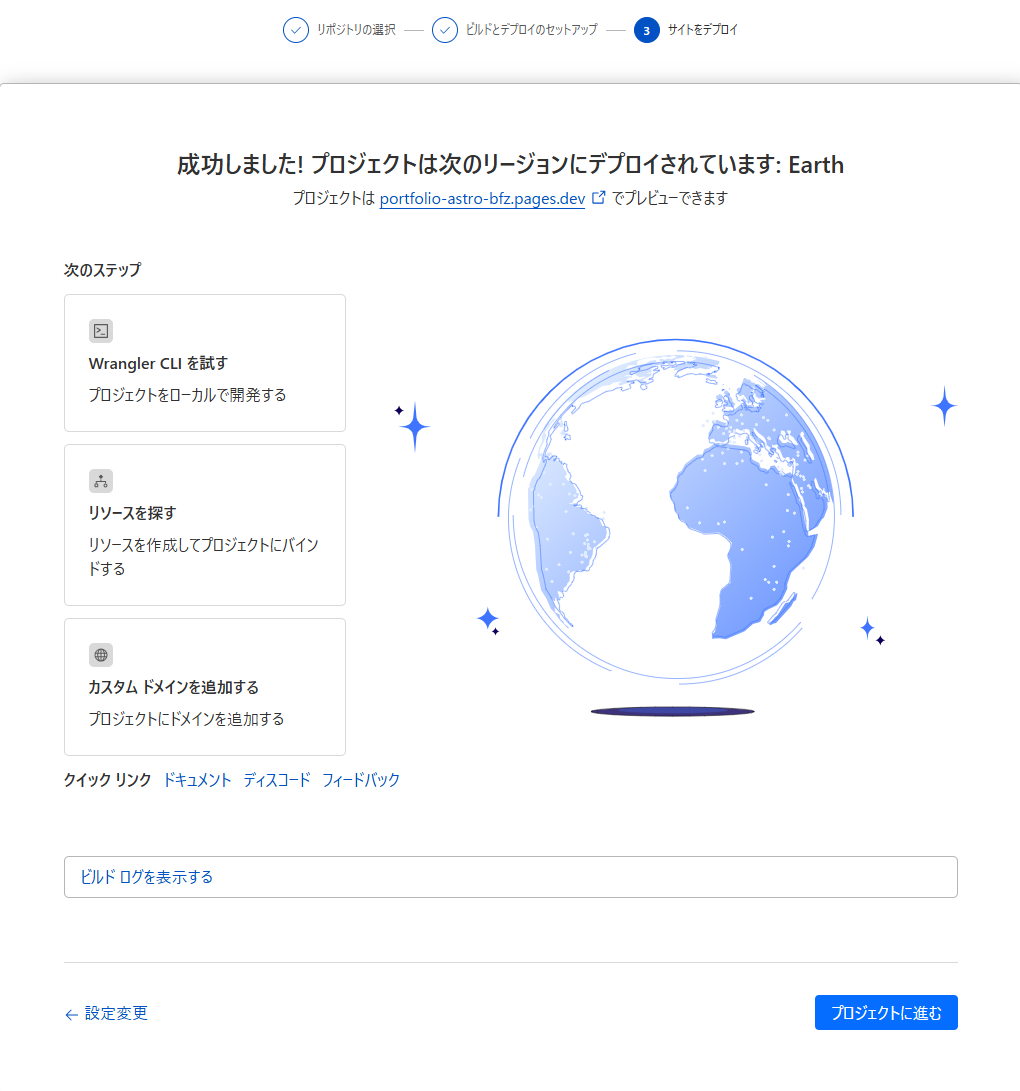 リポジトリの選択
ビルドとデプロイのセットアップ
3 サイトをデプロイ
成功しました! プロジェクトは次のリージョンにデプロイされています: Earth
プロジェクトは portfolio-astro-bfz.pages.dev でプレビューできます
次のステップ
Wrangler CLI を試す
プロジェクトをローカルで開発する
リソースを探す
リソースを作成してプロジェクトにバイン
ドする
カスタム ドメインを追加する
プロジェクトにドメインを追加する
クイック リンク ドキュメント ディスコード フィードバック
ビルド ログを表示する
← 設定変更
プロジェクトに進む